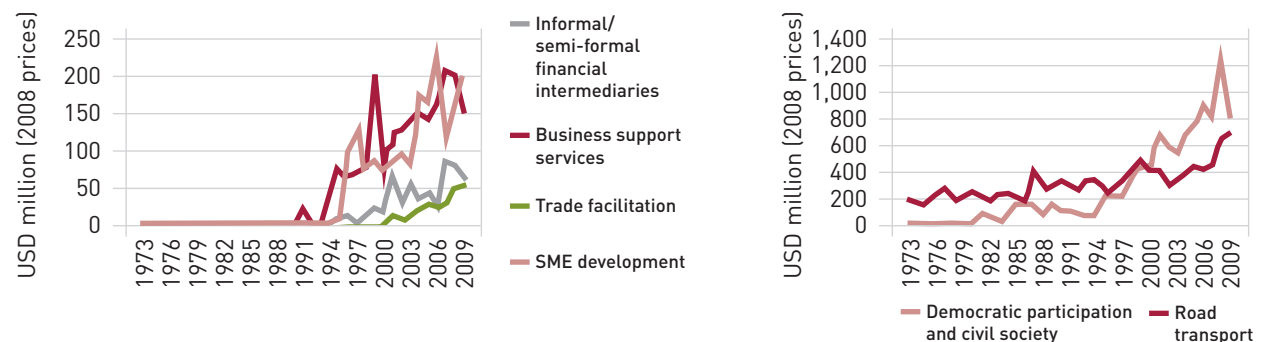 USD million (2008 prices)
250
200
150
100
50
0
1973
1976
1979
1982
1985
1988
1991
1994
1997
2000
2003
2006
2009
Informal/
semi-formal
financial
intermediaries
Business support
services
Trade facilitation
SME development
USD million (2008 prices)
1,400
1,200
1,000
800
600
400
200
0
1973
1976
1979
1982
1985
1988
1991
1994
1997
2000
2003
2006
2009
Democratic participation
and civil society
Road
transport